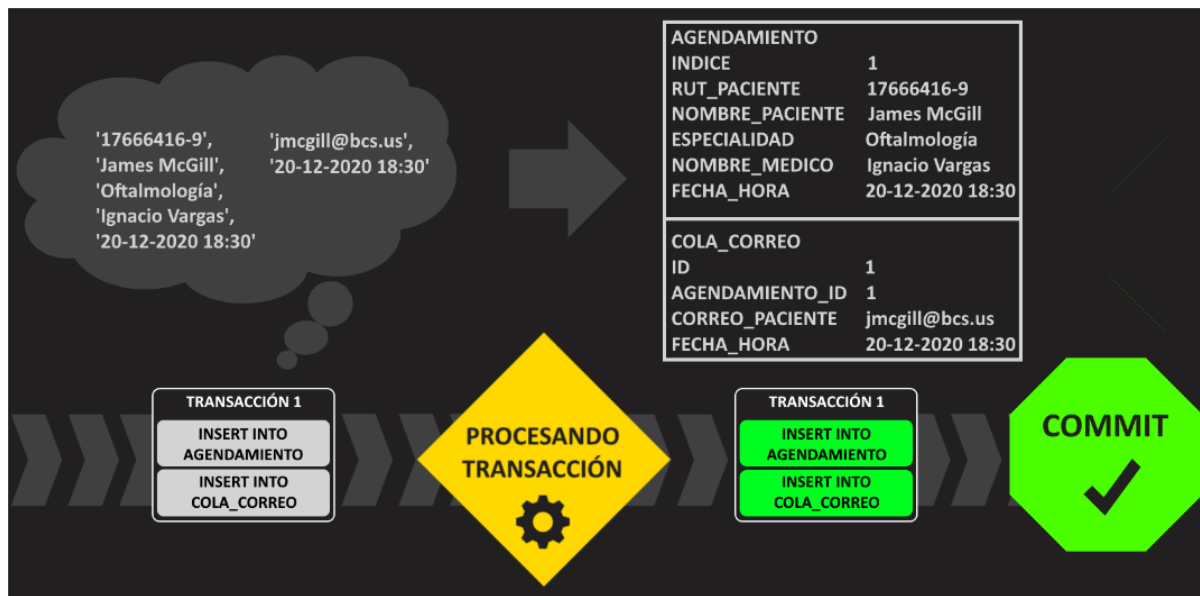 '17666416-9',
'James McGill',
'Oftalmología',
'Ignacio Vargas',
'20-12-2020 18:30'
'jmcgill@bcs.us',
'20-12-2020 18:30'
AGENDAMIENTO
INDICE 1
RUT_PACIENTE 17666416-9
NOMBRE_PACIENTE James McGill
ESPECIALIDAD Oftalmología
NOMBRE_MEDICO Ignacio Vargas
FECHA_HORA 20-12-2020 18:30
COLA_CORREO
ID 1
AGENDAMIENTO_ID 1
CORREO_PACIENTE jmcgill@bcs.us
FECHA_HORA 20-12-2020 18:30
TRANSACCIÓN 1
INSERT INTO
AGENDAMIENTO
INSERT INTO
COLA_CORREO
PROCESANDO
TRANSACCIÓN
TRANSACCIÓN 1
INSERT INTO
AGENDAMIENTO
INSERT INTO
COLA_CORREO
COMMIT